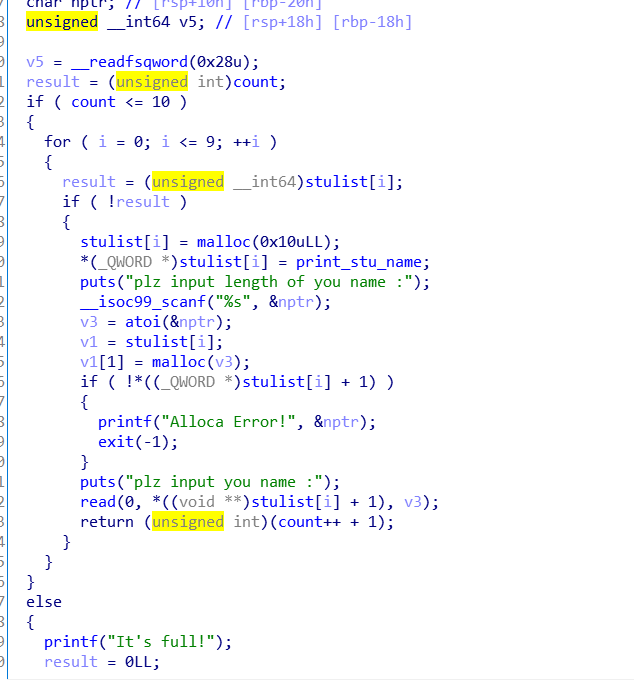 char nptr; // [rsp+10h] [rbp-20h]
unsigned __int64 v5; // [rsp+18h] [rbp-18h]
v5 = __readfsqword(0x28u);
result = (unsigned int)count;
if ( count <= 10 )
{
for ( i = 0; i <= 9; ++i )
{
result = (unsigned __int64)stulist[i];
if ( !result )
{
stulist[i] = malloc(0x10uLL);
*(_QWORD *)stulist[i] = print_stu_name;
puts("plz input length of you name :");
__isoc99_scanf("%s", &nptr);
v3 = atoi(&nptr);
v1 = stulist[i];
v1[1] = malloc(v3);
if ( !*((_QWORD *)stulist[i] + 1) )
{
printf("Alloca Error!", &nptr);
exit(-1);
}
puts("plz input you name :");
read(0, *((void **)stulist[i] + 1), v3);
return (unsigned int)(count++ + 1);
}
}
}
else
{
printf("It's full!");
result = 0LL;